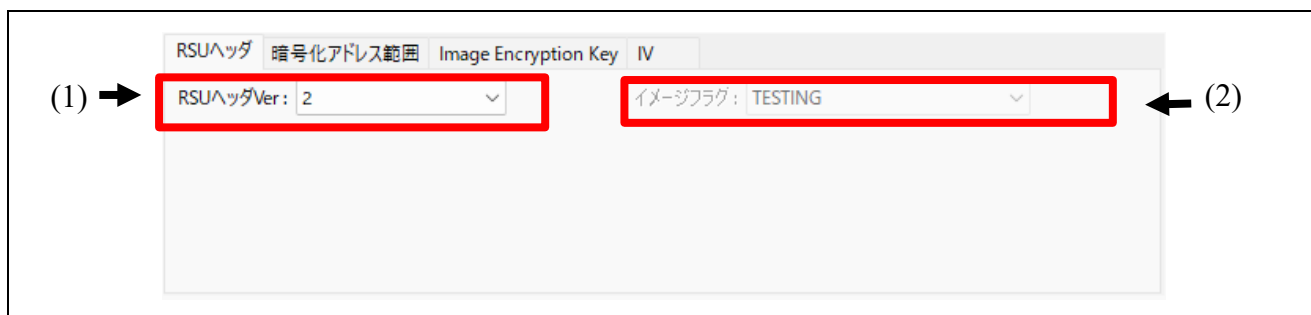 RSUヘッダ 暗号化アドレス範囲 Image Encryption Key IV
(1) RSUヘッダVer: 2 イメージフラグ: TESTING (2)